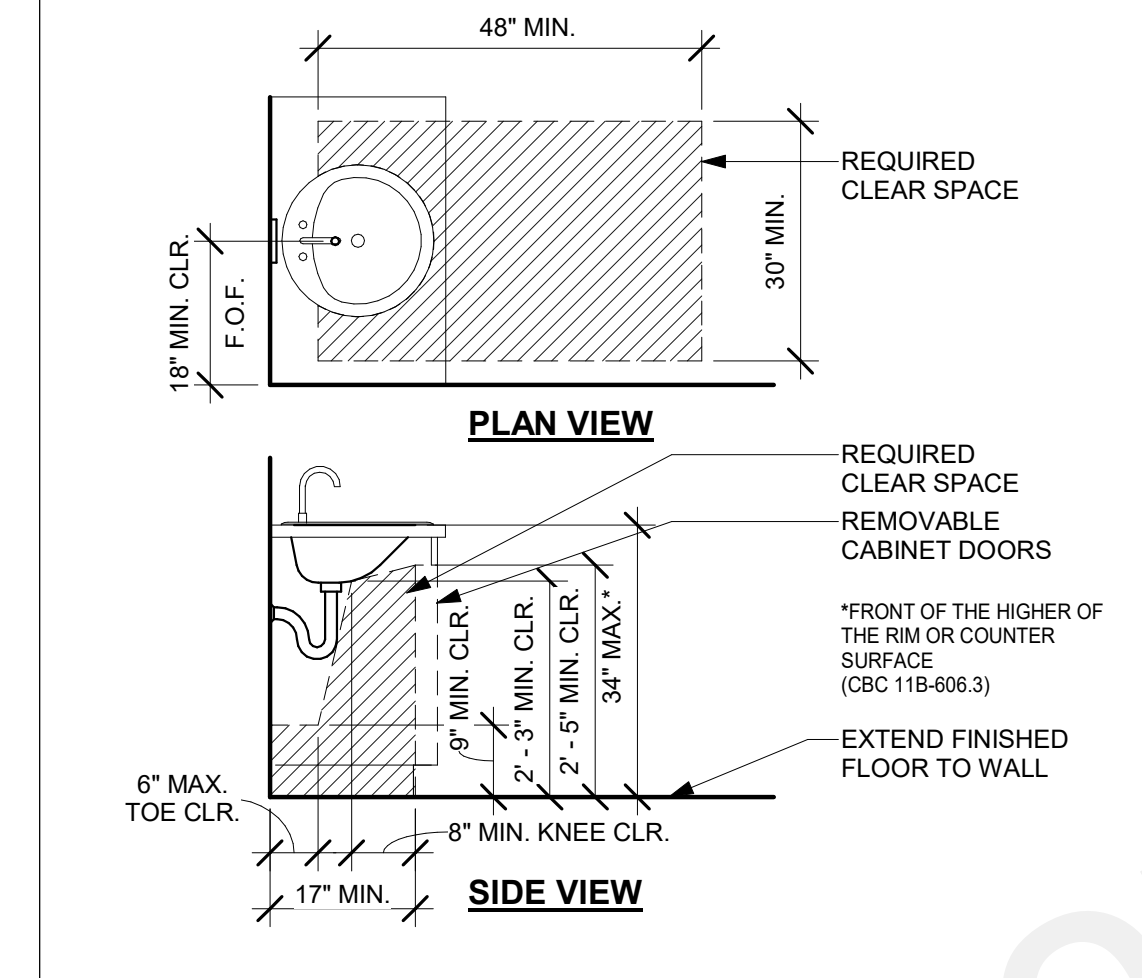 48" MIN.
REQUIRED
CLEAR SPACE
30" MIN.
18" MIN. CLR.
F.O.F.
PLAN VIEW
REQUIRED
CLEAR SPACE
REMOVABLE
CABINET DOORS
*FRONT OF THE HIGHER OF
THE RIM OR COUNTER
SURFACE
(CBC 11B-606.3)
9" MIN. CLR.
2' - 3" MIN. CLR.
2' - 5" MIN. CLR.
34" MAX.*
EXTEND FINISHED
FLOOR TO WALL
6" MAX.
TOE CLR.
8" MIN. KNEE CLR.
17" MIN.
SIDE VIEW